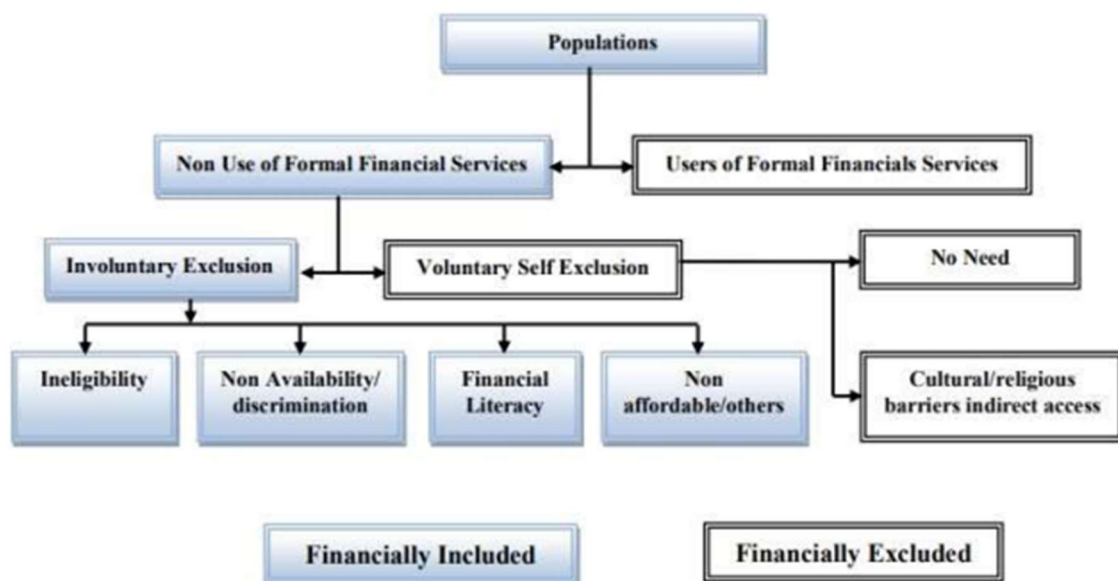 Populations
Non Use of Formal Financial Services
Users of Formal Financials Services
Involuntary Exclusion
Voluntary Self Exclusion
No Need
Ineligibility
Non Availability/
discrimination
Financial
Literacy
Non
affordable/others
Cultural/religious
barriers indirect access
Financially Included
Financially Excluded